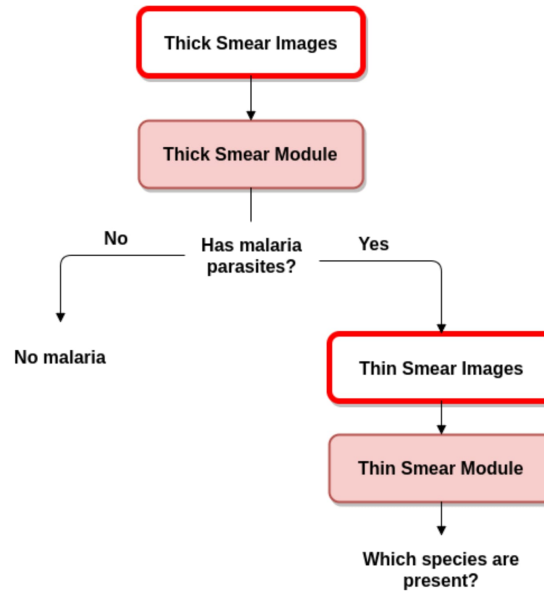 Thick Smear Images
Thick Smear Module
No
Has malaria
parasites?
Yes
No malaria
Thin Smear Images
Thin Smear Module
Which species are
present?